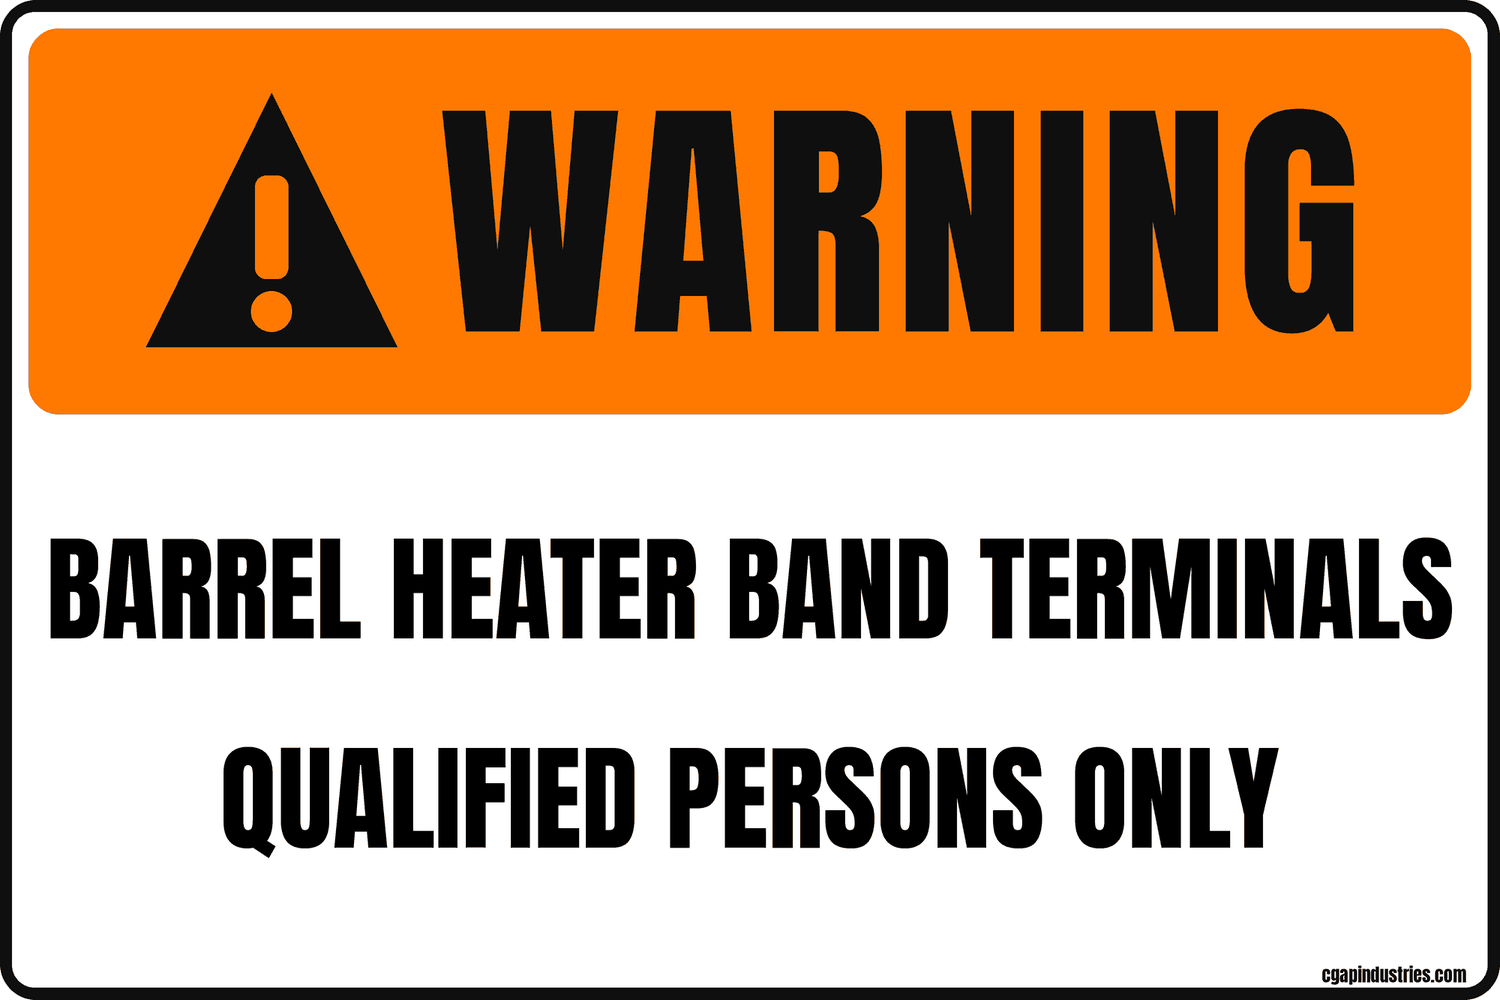 WARNING
BARREL HEATER BAND TERMINALS
QUALIFIED PERSONS ONLY
cgapindustries.com